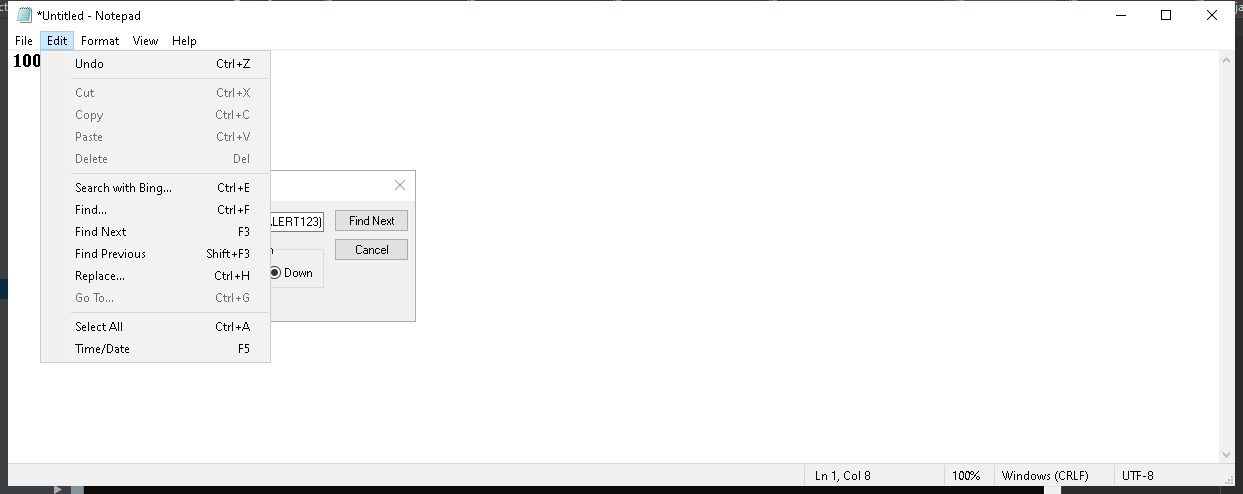 *Untitled - Notepad
File Edit Format View Help
100
Undo Ctrl+Z
Cut Ctrl+X
Copy Ctrl+C
Paste Ctrl+V
Delete Del
Search with Bing... Ctrl+E
Find... Ctrl+F
Find Next F3
Find Previous Shift+F3
Replace... Ctrl+H
Go To... Ctrl+G
Select All Ctrl+A
Time/Date F5
LERT123)
Find Next
Cancel
Down
Ln 1, Col 8
100%
Windows (CRLF)
UTF-8